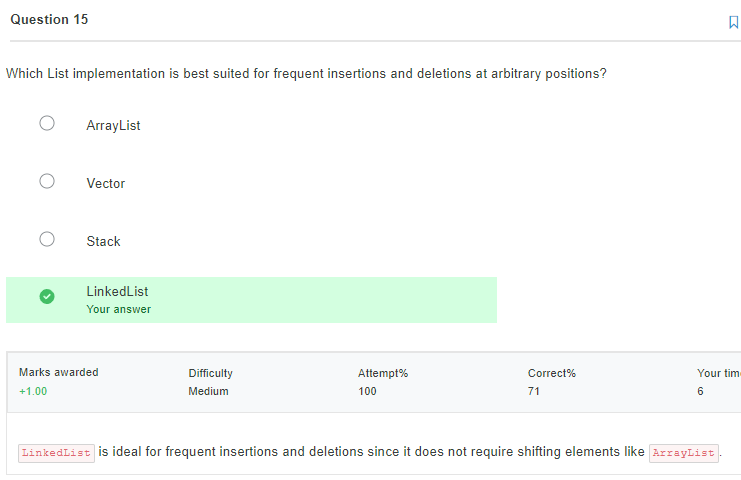 Question 15
Which List implementation is best suited for frequent insertions and deletions at arbitrary positions?
ArrayList
Vector
Stack
LinkedList
Your answer
Marks awarded Difficulty Attempt% Correct% Your tim
+1.00 Medium 100 71 6
LinkedList is ideal for frequent insertions and deletions since it does not require shifting elements like ArrayList.